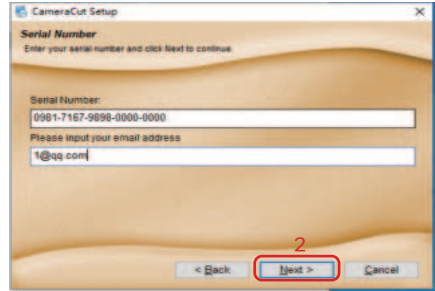 CameraCut Setup
Serial Number
Enter your serial number and click Next to continue
Serial Number:
0981-7167-9898-0000-0000
Please input your email address
1@qq.com
2
< Back
Next >
Cancel